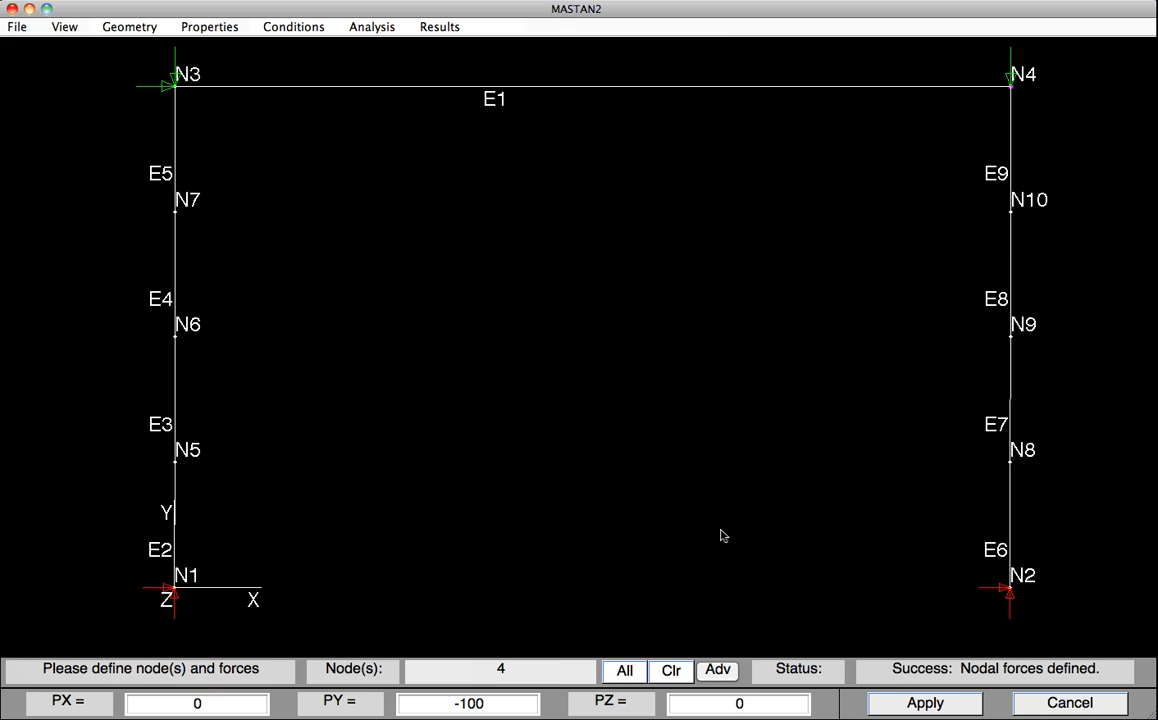 MASTAN2
File View Geometry Properties Conditions Analysis Results
N3 N4
E1
E5 E9
N7 N10
E4 E8
N6 N9
E3 E7
N5 N8
Y
E2 E6
N1 N2
Z X
Please define node(s) and forces Node(s): 4 All Clr Adv Status: Success: Nodal forces defined.
PX = 0 PY = -100 PZ = 0 Apply Cancel